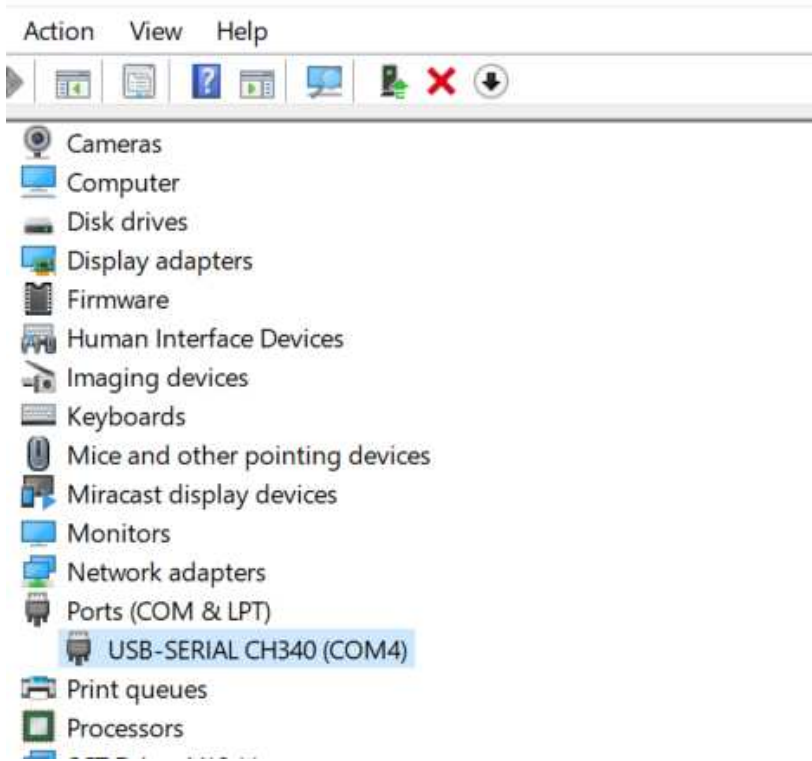 Action View Help
Cameras
Computer
Disk drives
Display adapters
Firmware
Human Interface Devices
Imaging devices
Keyboards
Mice and other pointing devices
Miracast display devices
Monitors
Network adapters
Ports (COM & LPT)
USB-SERIAL CH340 (COM4)
Print queues
Processors